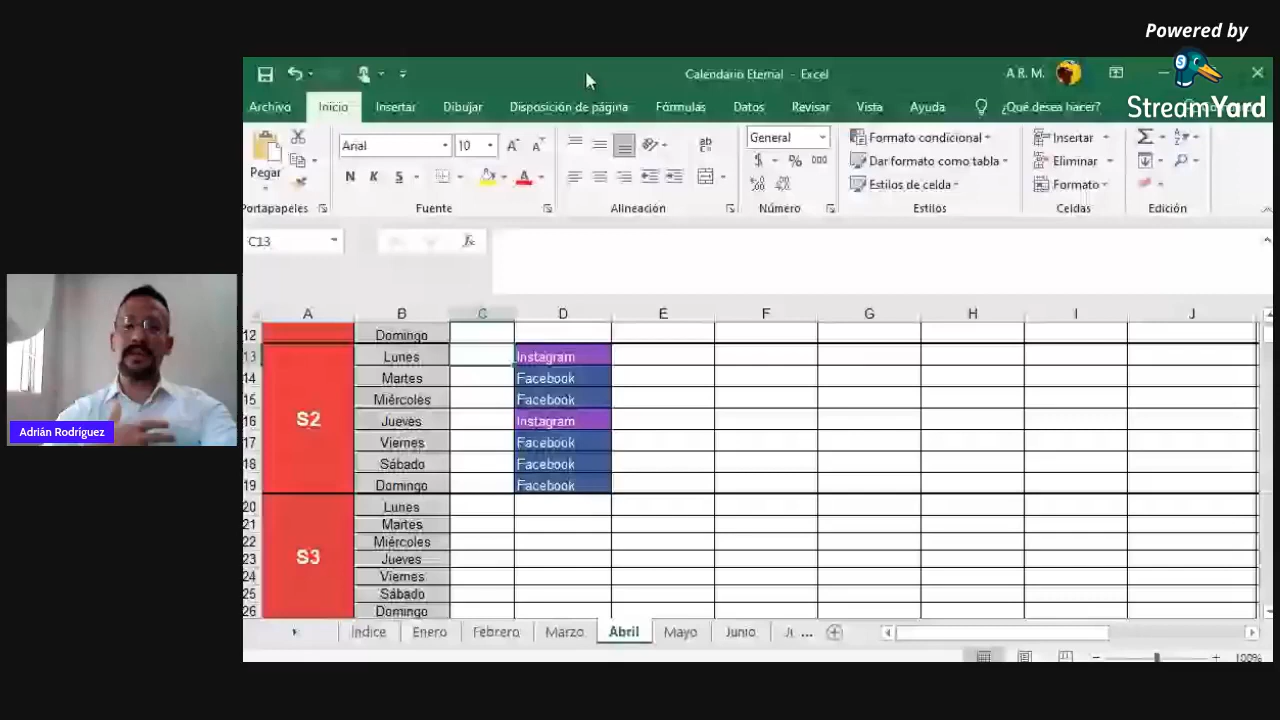 Powered by
StreamYard
Calendario Eternal - Excel
A R. M.
Archivo Inicio Insertar Dibujar Disposición de página Fórmulas Datos Revisar Vista Ayuda ¿Qué desea hacer?
Pegar
Arial 10
General
Formato condicional
Insertar
Dar formato como tabla
Eliminar
N K S
$ % 000
Estilos de celda
Formato
Portapapeles Fuente Alineación Número Estilos Celdas Edición
C13 fx
A B C D E F G H I J
12 Domingo
13 Lunes Instagram
14 Martes Facebook
15 Miércoles Facebook
S2
16 Jueves Instagram
17 Viernes Facebook
18 Sábado Facebook
19 Domingo Facebook
20 Lunes
21 Martes
22 Miércoles
S3
23 Jueves
24 Viernes
25 Sábado
26 Domingo
Índice Enero Febrero Marzo Abril Mayo Junio ...
100%
Adrián Rodríguez